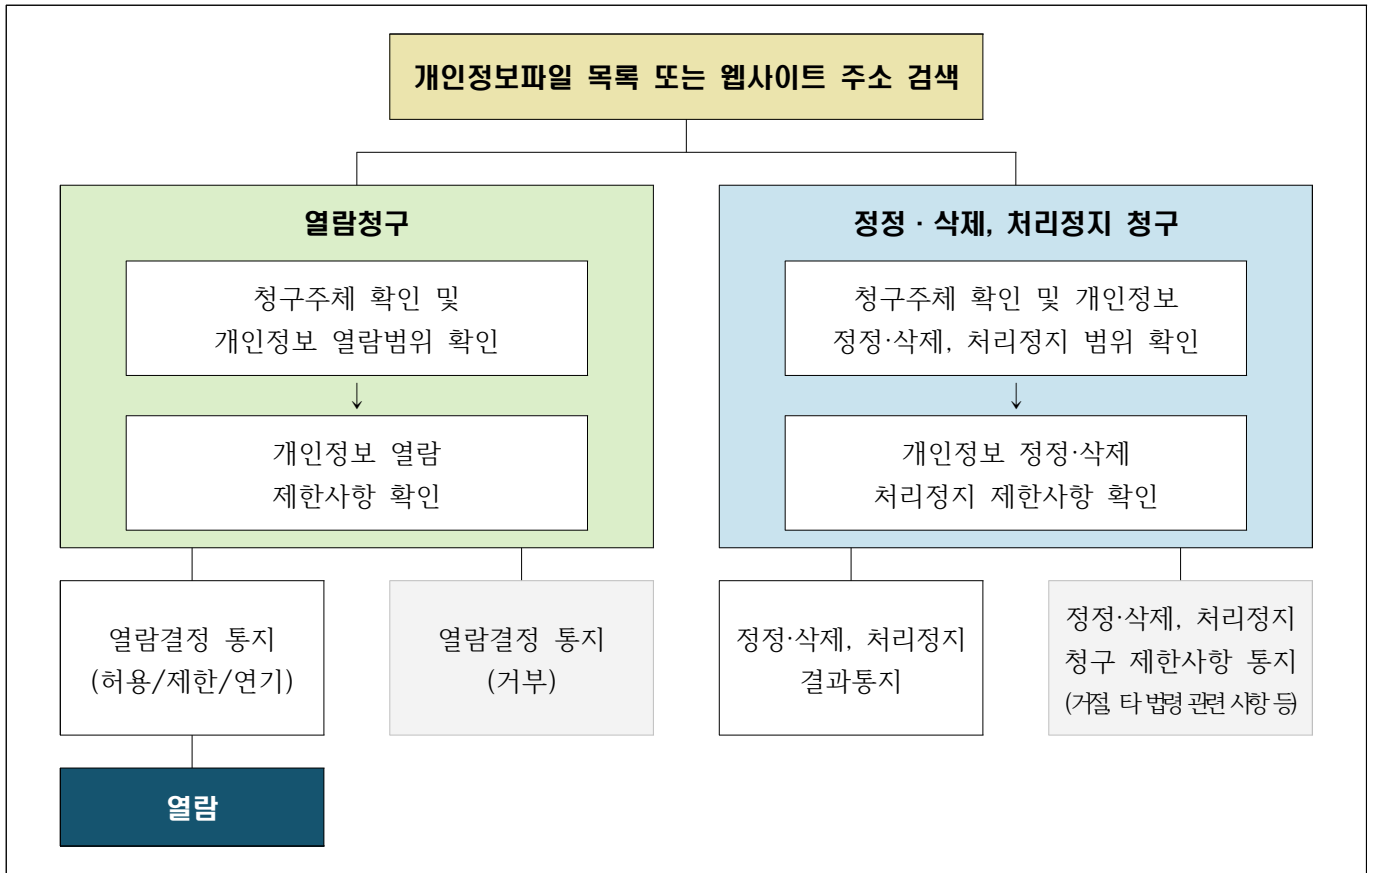 개인정보파일 목록 또는 웹사이트 주소 검색
열람청구
청구주체 확인 및
개인정보 열람범위 확인
↓
개인정보 열람
제한사항 확인
정정 · 삭제, 처리정지 청구
청구주체 확인 및 개인정보
정정·삭제, 처리정지 범위 확인
↓
개인정보 정정·삭제
처리정지 제한사항 확인
열람결정 통지
(허용/제한/연기)
열람결정 통지
(거부)
정정·삭제, 처리정지
결과통지
정정·삭제, 처리정지
청구 제한사항 통지
(거절, 타 법령 관련 사항 등)
열람